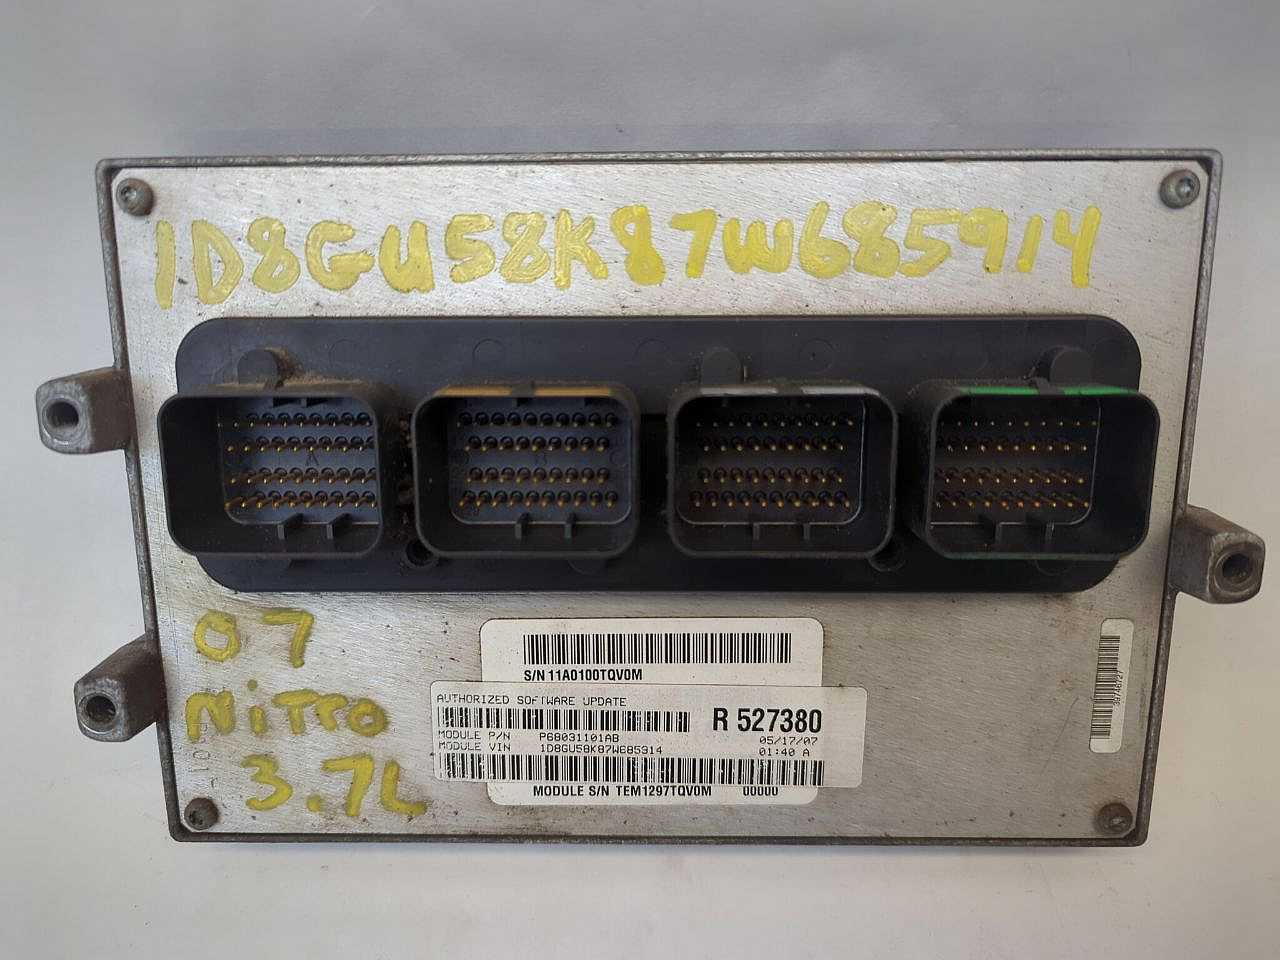 1D8GU58K87W685914
07
NiTro
3.7L
S/N 11A0100TQV0M
AUTHORIZED SOFTWARE UPDATE
R 527380
MODULE P/N P68031101AB 05/17/07
MODULE VIN 1D8GU58K87W685914 01:40 A
MODULE S/N TEM1297TQV0M 00000